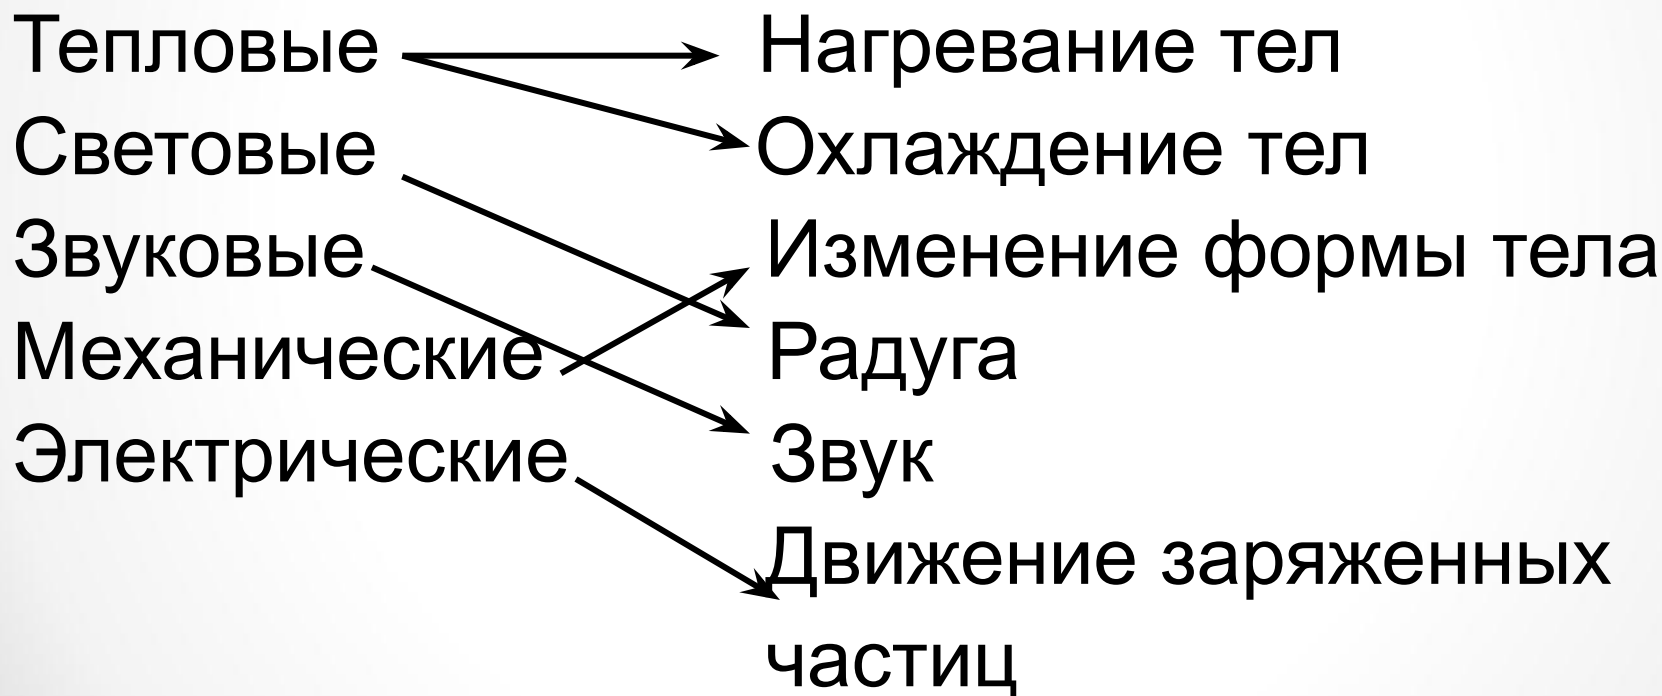 Тепловые Нагревание тел
Световые Охлаждение тел
Звуковые Изменение формы тела
Механические Радуга
Электрические Звук
Движение заряженных
частиц